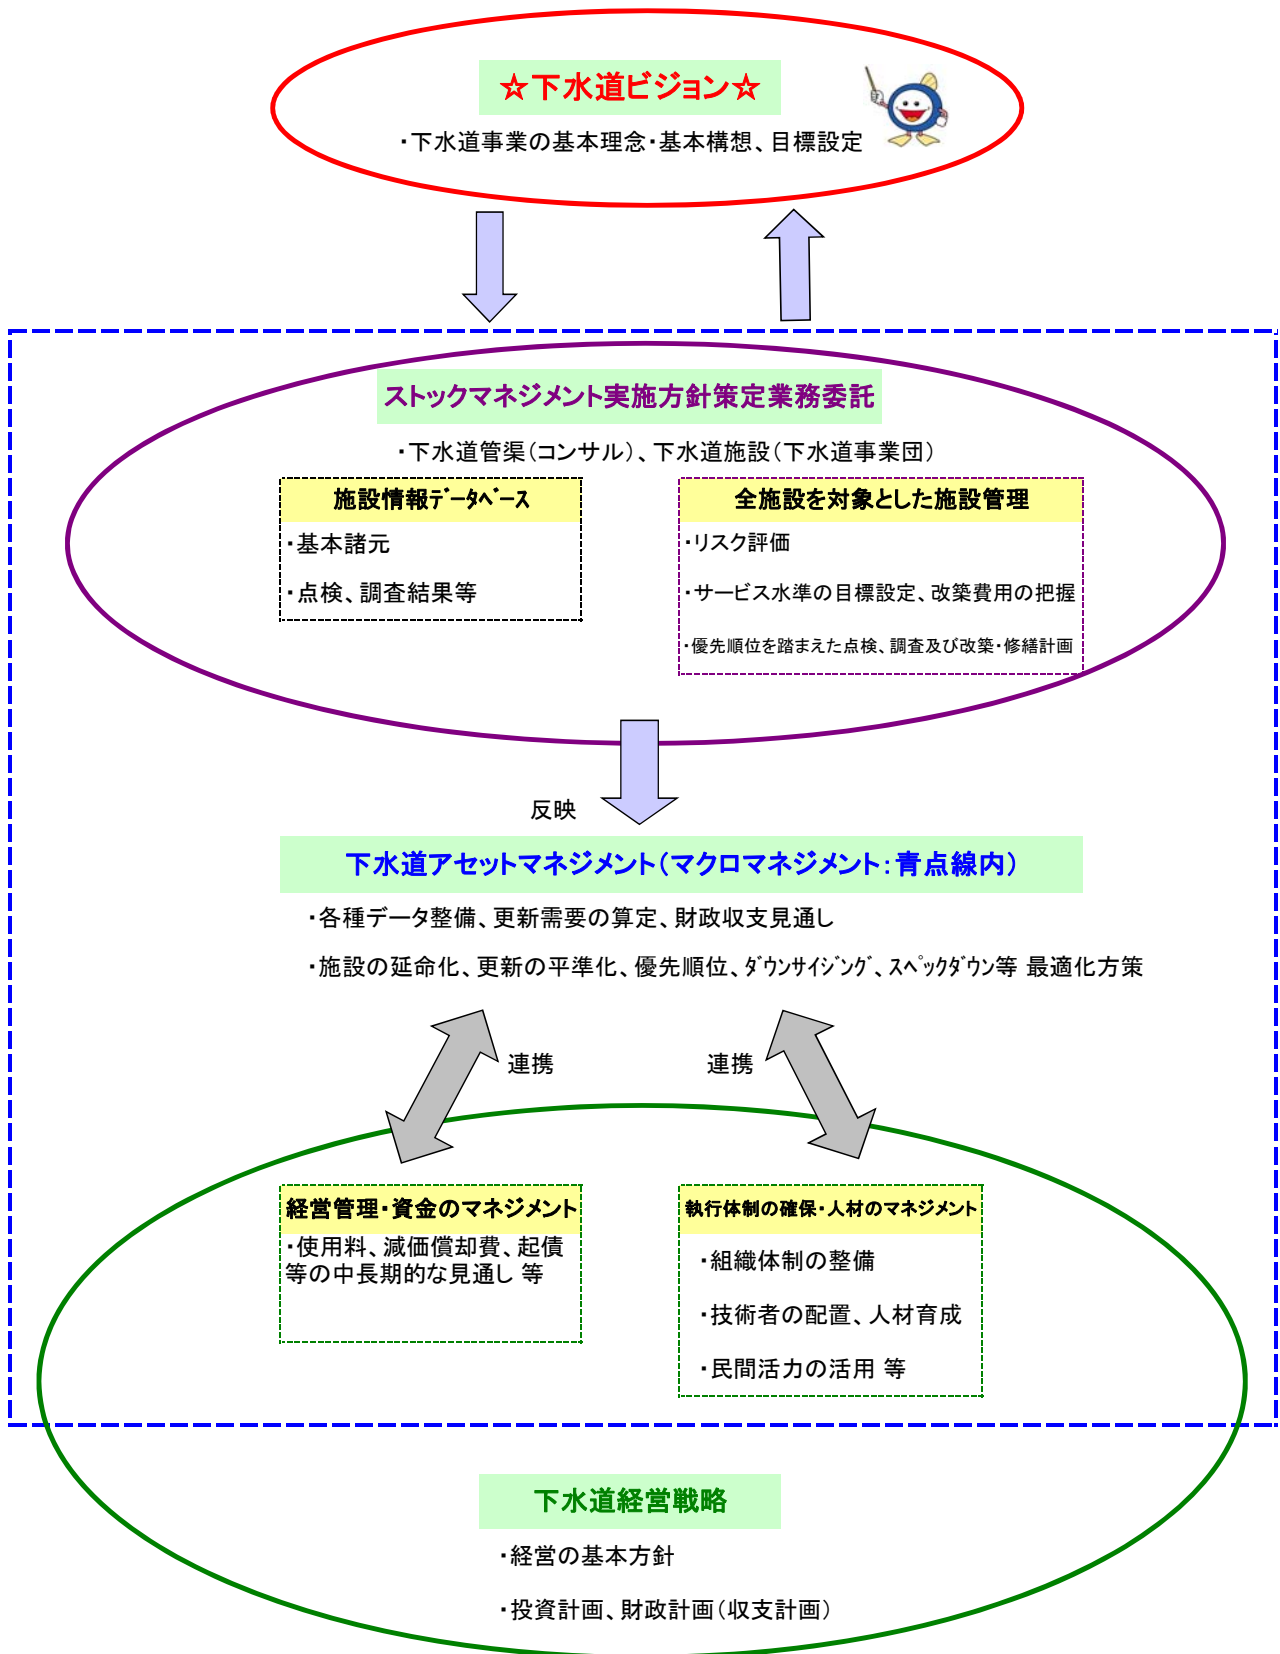 ☆下水道ビジョン☆
・下水道事業の基本理念・基本構想、目標設定
ストックマネジメント実施方針策定業務委託
・下水道管渠(コンサル)、下水道施設(下水道事業団)
施設情報ﾃﾞｰﾀﾍﾞｰｽ
・基本諸元
・点検、調査結果等
全施設を対象とした施設管理
・リスク評価
・サービス水準の目標設定、改築費用の把握
・優先順位を踏まえた点検、調査及び改築・修繕計画
反映
下水道アセットマネジメント(マクロマネジメント:青点線内)
・各種データ整備、更新需要の算定、財政収支見通し
・施設の延命化、更新の平準化、優先順位、ﾀﾞｳﾝｻｲｼﾞﾝｸﾞ、ｽﾍﾟｯｸﾀﾞｳﾝ等 最適化方策
連携
連携
経営管理・資金のマネジメント
・使用料、減価償却費、起債
等の中長期的な見通し 等
執行体制の確保・人材のマネジメント
・組織体制の整備
・技術者の配置、人材育成
・民間活力の活用 等
下水道経営戦略
・経営の基本方針
・投資計画、財政計画(収支計画)